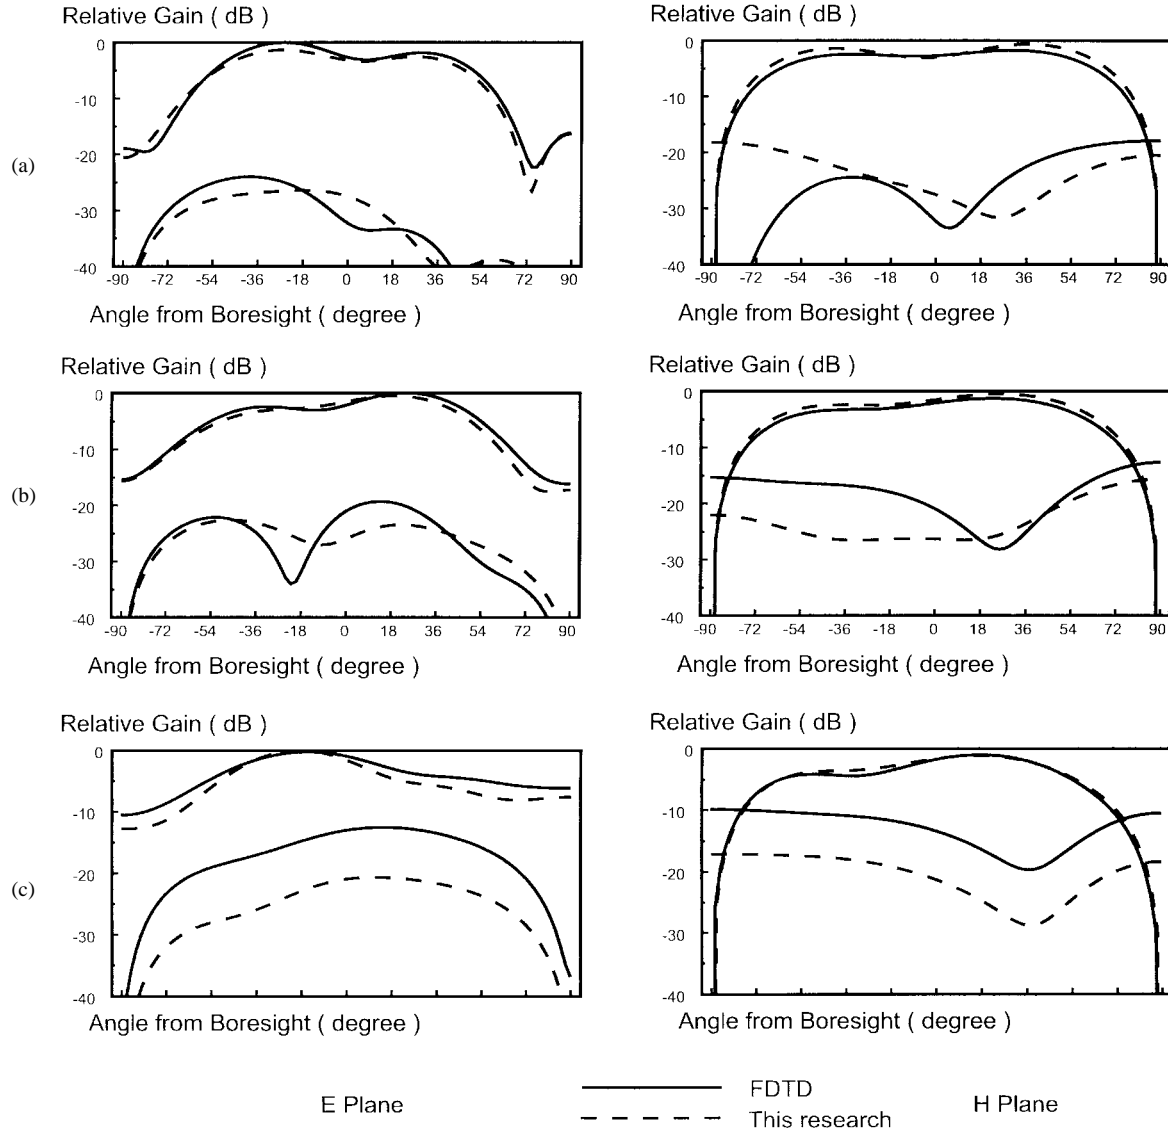 Relative Gain ( dB )
Relative Gain ( dB )
(a)
0
-10
-20
-30
-40
-90 -72 -54 -36 -18 0 18 36 54 72 90
Angle from Boresight ( degree )
0
-10
-20
-30
-40
-90 -72 -54 -36 -18 0 18 36 54 72 90
Angle from Boresight ( degree )
Relative Gain ( dB )
Relative Gain ( dB )
(b)
0
-10
-20
-30
-40
-90 -72 -54 -36 -18 0 18 36 54 72 90
Angle from Boresight ( degree )
0
-10
-20
-30
-40
-90 -72 -54 -36 -18 0 18 36 54 72 90
Angle from Boresight ( degree )
Relative Gain ( dB )
Relative Gain ( dB )
(c)
0
-10
-20
-30
-40
Angle from Boresight ( degree )
0
-10
-20
-30
-40
Angle from Boresight ( degree )
E Plane
FDTD
This research
H Plane